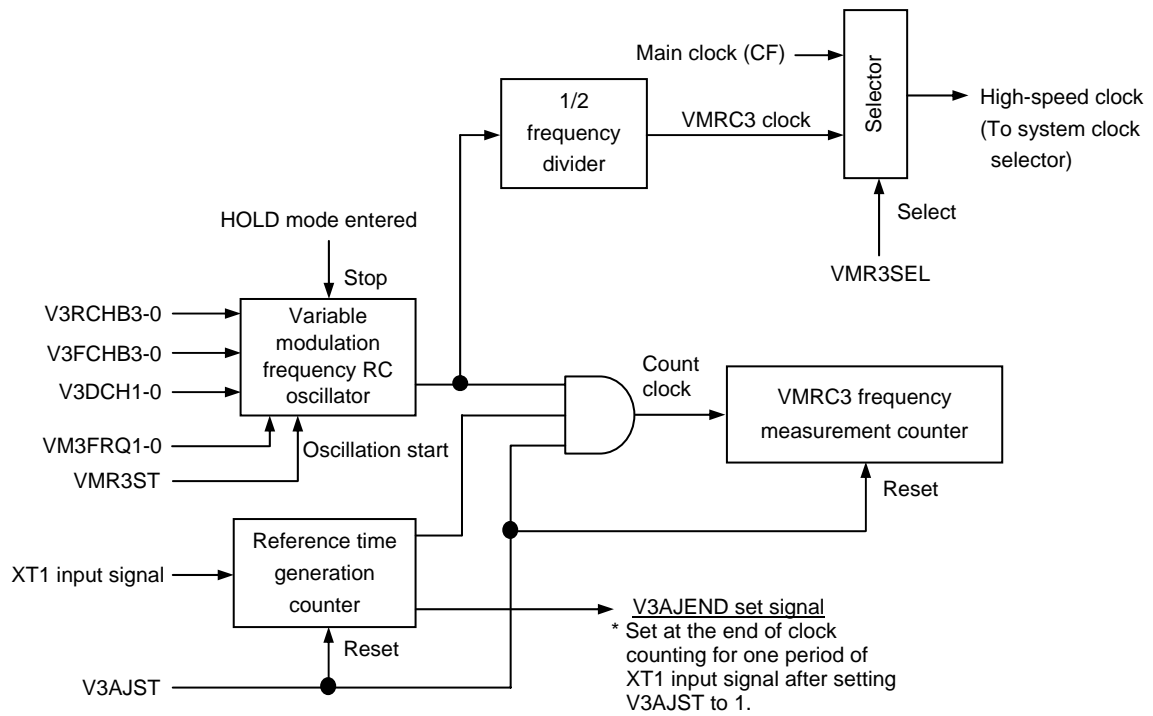 Main clock (CF)
Selector
1/2
frequency
divider
VMRC3 clock
High-speed clock
(To system clock
selector)
Select
VMR3SEL
HOLD mode entered
Stop
V3RCHB3-0
V3FCHB3-0
V3DCH1-0
VM3FRQ1-0
VMR3ST
Variable
modulation
frequency RC
oscillator
Oscillation start
Count
clock
VMRC3 frequency
measurement counter
Reset
XT1 input signal
Reference time
generation
counter
Reset
V3AJST
V3AJEND set signal
* Set at the end of clock
counting for one period of
XT1 input signal after setting
V3AJST to 1.